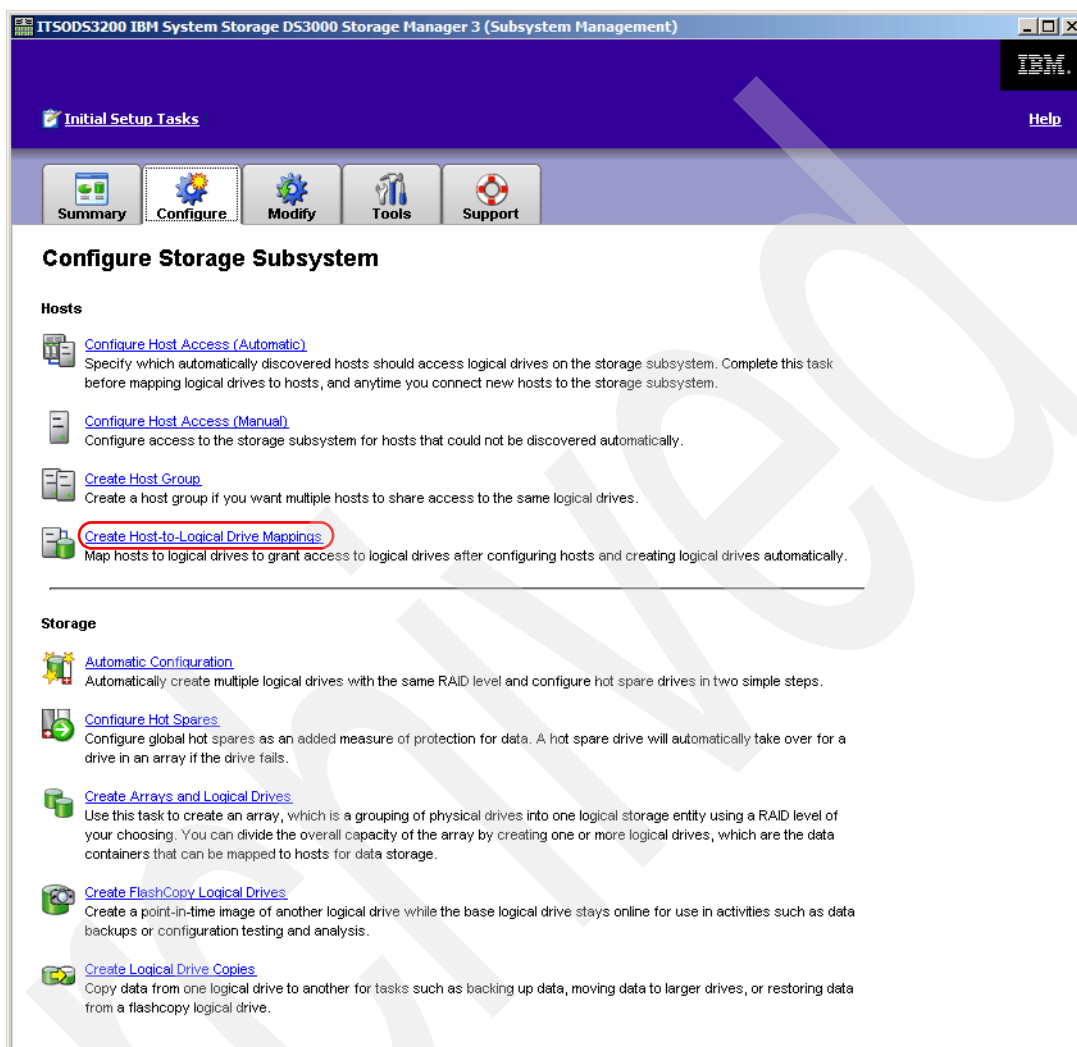 ITSODS3200 IBM System Storage DS3000 Storage Manager 3 (Subsystem Management)
IBM.
Initial Setup Tasks
Help
Summary
Configure
Modify
Tools
Support
Configure Storage Subsystem
Hosts
Configure Host Access (Automatic)
Specify which automatically discovered hosts should access logical drives on the storage subsystem. Complete this task
before mapping logical drives to hosts, and anytime you connect new hosts to the storage subsystem.
Configure Host Access (Manual)
Configure access to the storage subsystem for hosts that could not be discovered automatically.
Create Host Group
Create a host group if you want multiple hosts to share access to the same logical drives.
Create Host-to-Logical Drive Mappings
Map hosts to logical drives to grant access to logical drives after configuring hosts and creating logical drives automatically.
Storage
Automatic Configuration
Automatically create multiple logical drives with the same RAID level and configure hot spare drives in two simple steps.
Configure Hot Spares
Configure global hot spares as an added measure of protection for data. A hot spare drive will automatically take over for a
drive in an array if the drive fails.
Create Arrays and Logical Drives
Use this task to create an array, which is a grouping of physical drives into one logical storage entity using a RAID level of
your choosing. You can divide the overall capacity of the array by creating one or more logical drives, which are the data
containers that can be mapped to hosts for data storage.
Create FlashCopy Logical Drives
Create a point-in-time image of another logical drive while the base logical drive stays online for use in activities such as data
backups or configuration testing and analysis.
Create Logical Drive Copies
Copy data from one logical drive to another for tasks such as backing up data, moving data to larger drives, or restoring data
from a flashcopy logical drive.
rchived